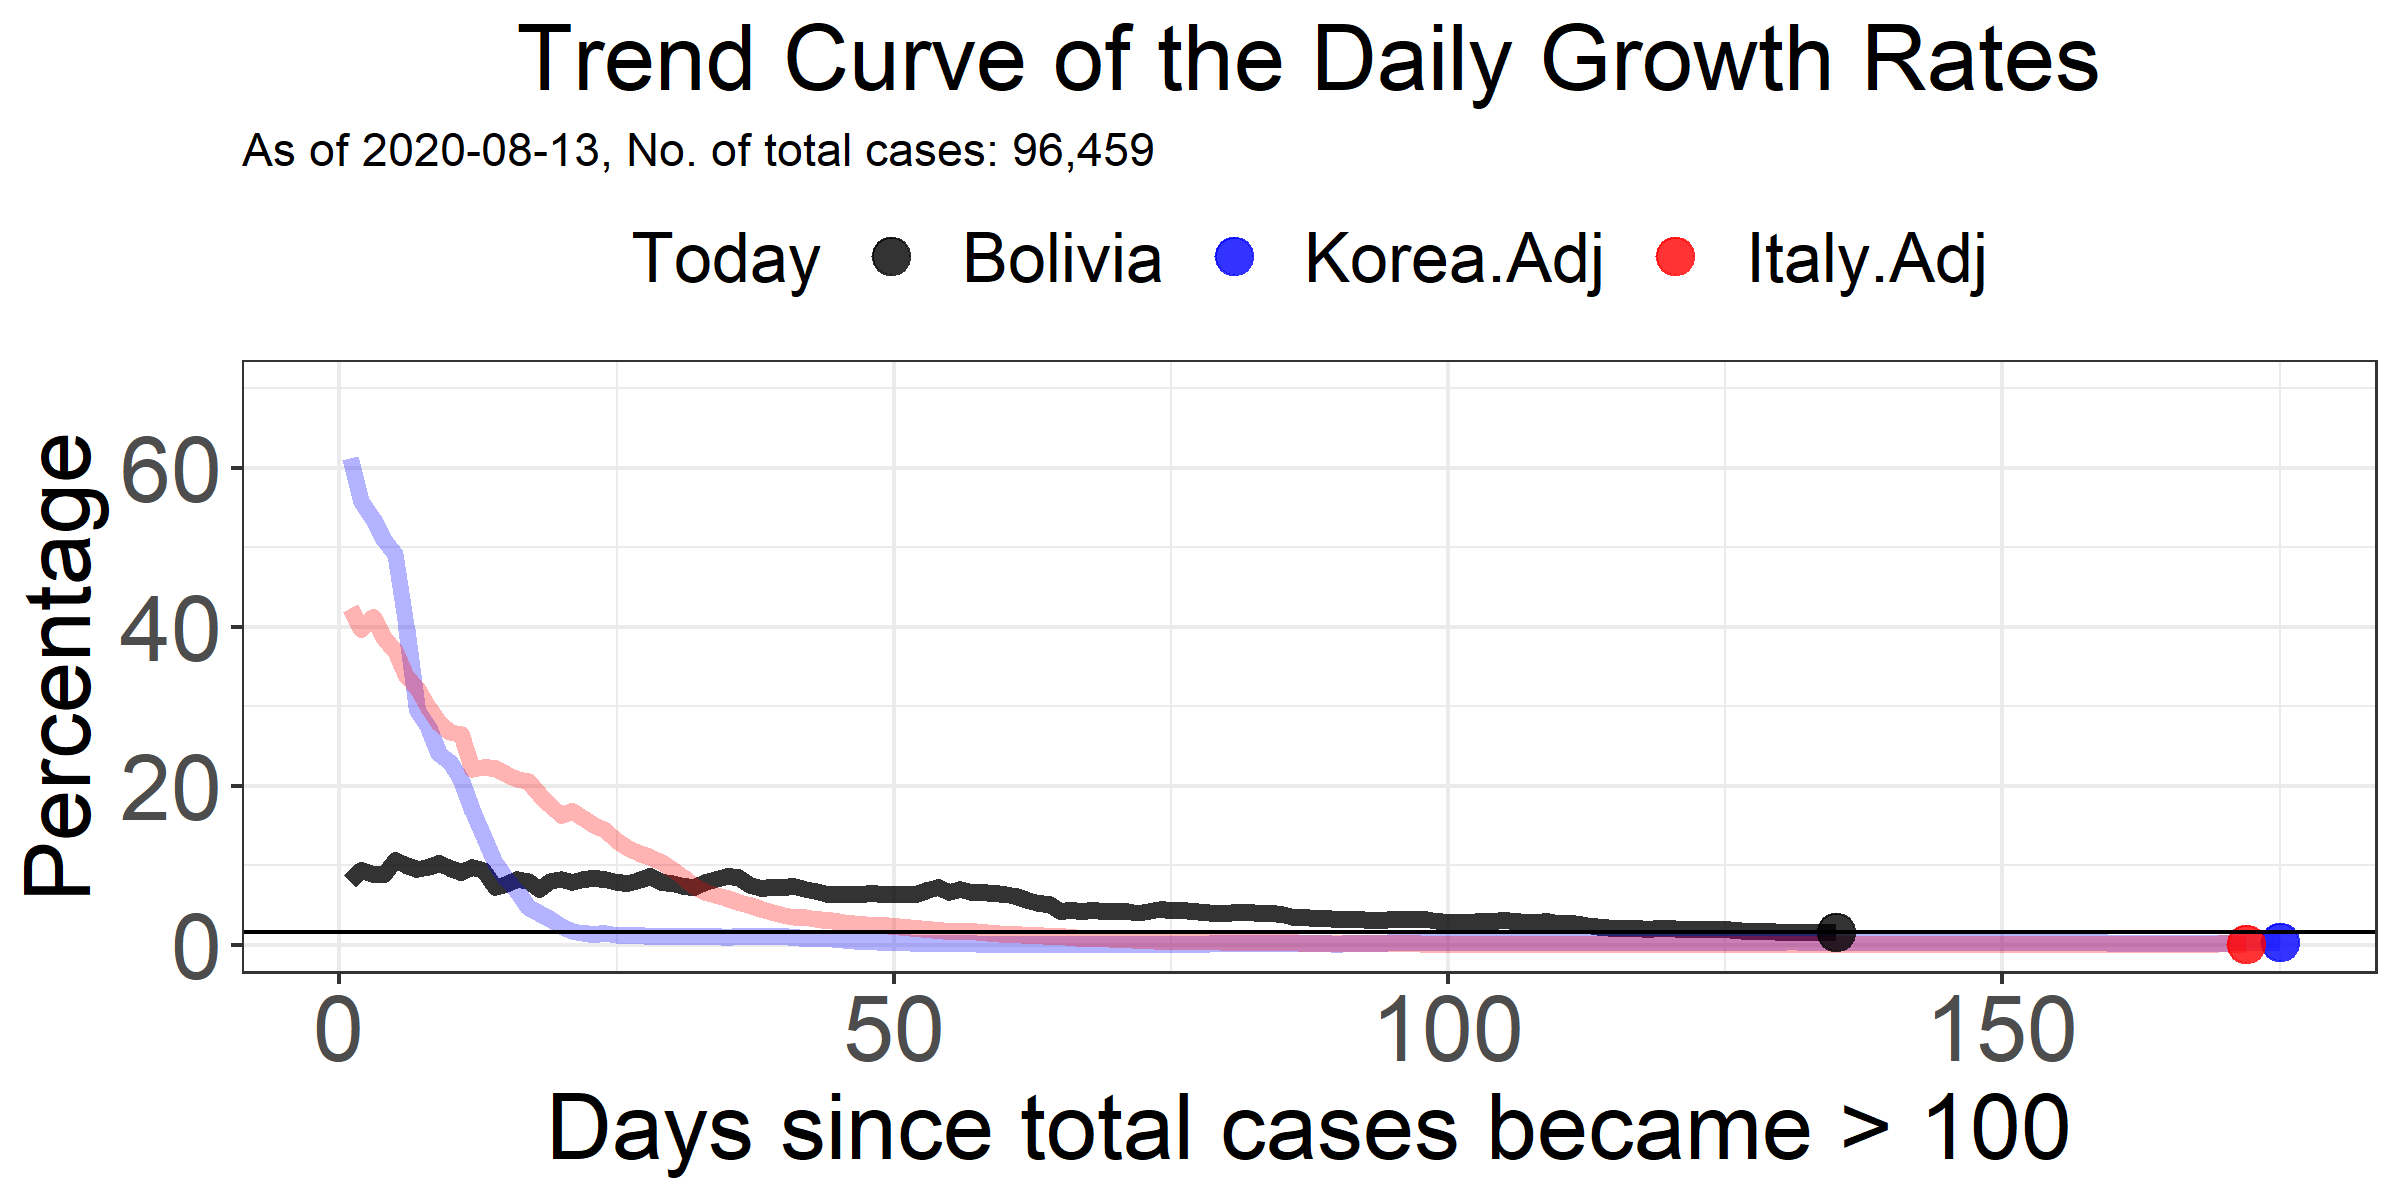 Trend Curve of the Daily Growth Rates
As of 2020-08-13, No. of total cases: 96,459
Today Bolivia Korea.Adj Italy.Adj
Percentage
60
40
20
0
0 50 100 150
Days since total cases became > 100